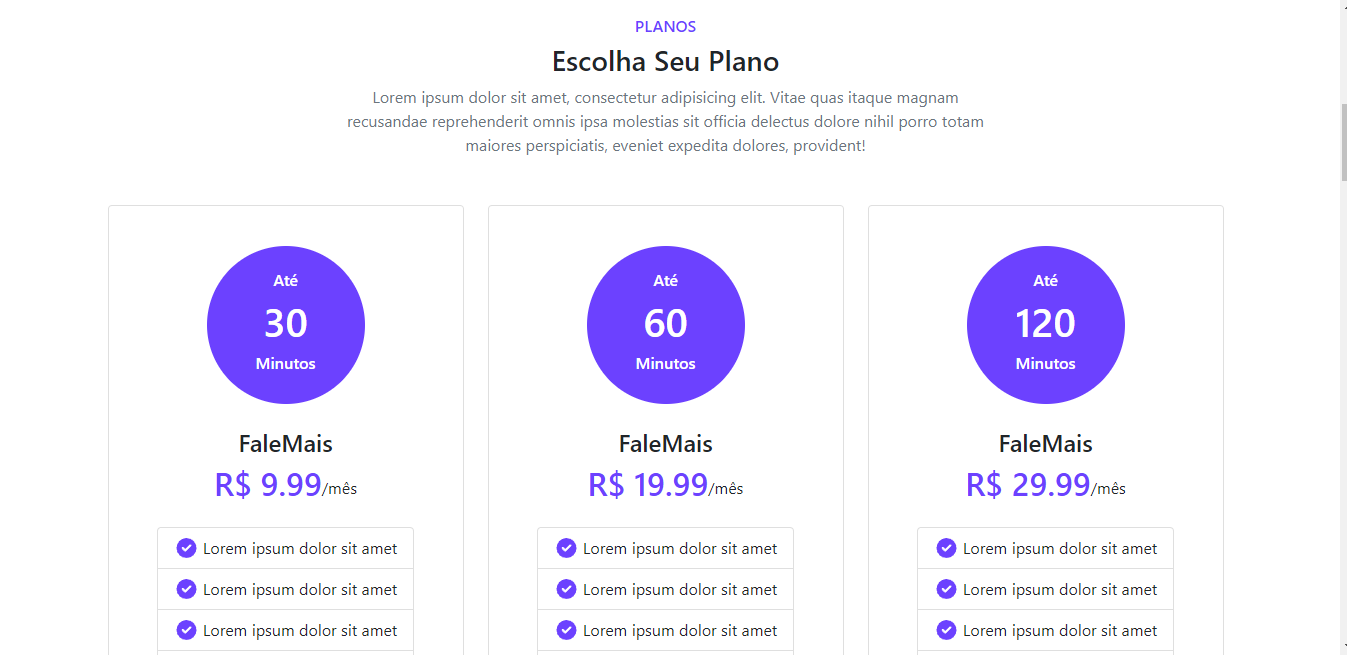 PLANOS
Escolha Seu Plano
Lorem ipsum dolor sit amet, consectetur adipisicing elit. Vitae quas itaque magnam
recusandae reprehenderit omnis ipsa molestias sit officia delectus dolore nihil porro totam
maiores perspiciatis, eveniet expedita dolores, provident!
Até
30
Minutos
FaleMais
R$ 9.99/mês
Lorem ipsum dolor sit amet
Lorem ipsum dolor sit amet
Lorem ipsum dolor sit amet
Até
60
Minutos
FaleMais
R$ 19.99/mês
Lorem ipsum dolor sit amet
Lorem ipsum dolor sit amet
Lorem ipsum dolor sit amet
Até
120
Minutos
FaleMais
R$ 29.99/mês
Lorem ipsum dolor sit amet
Lorem ipsum dolor sit amet
Lorem ipsum dolor sit amet